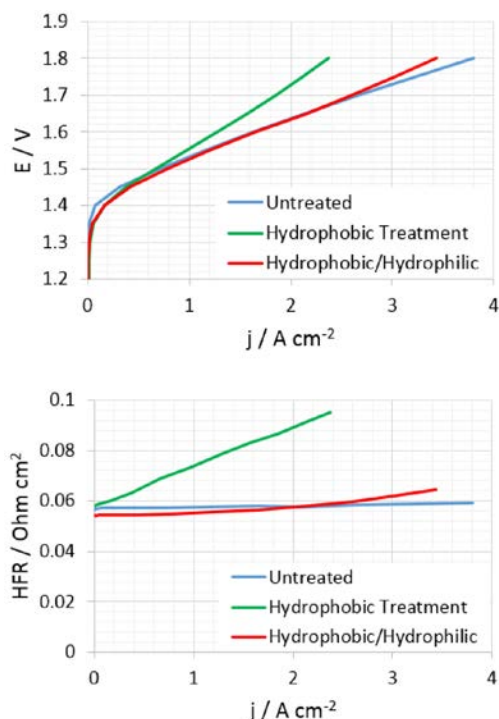 1.9
1.8
1.7
1.6
1.5
1.4
1.3
1.2
E / V
Untreated
Hydrophobic Treatment
Hydrophobic/Hydrophilic
0 1 2 3 4
j / A cm⁻²
0.1
0.08
0.06
0.04
0.02
0
HFR / Ohm cm²
Untreated
Hydrophobic Treatment
Hydrophobic/Hydrophilic
0 1 2 3 4
j / A cm⁻²